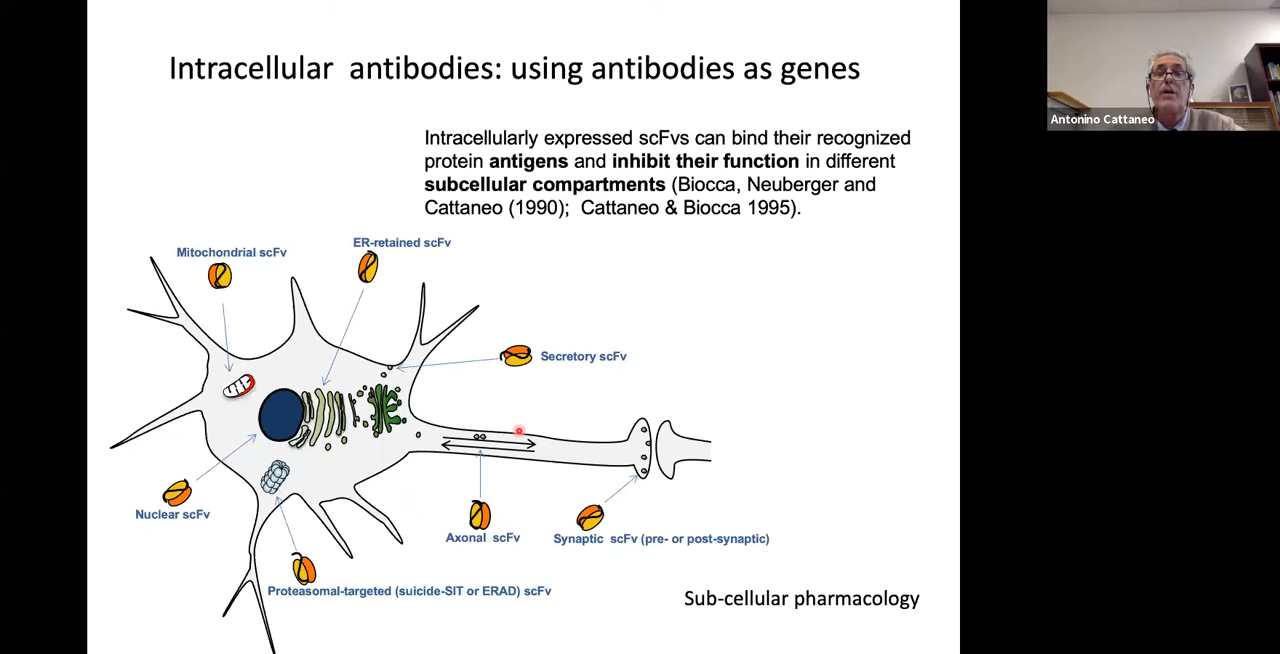 Intracellular antibodies: using antibodies as genes
Antonino Cattaneo
Intracellularly expressed scFvs can bind their recognized
protein antigens and inhibit their function in different
subcellular compartments (Biocca, Neuberger and
Cattaneo (1990); Cattaneo & Biocca 1995).
ER-retained scFv
Mitochondrial scFv
Secretory scFv
Nuclear scFv
Axonal scFv
Synaptic scFv (pre- or post-synaptic)
Proteasomal-targeted (suicide-SIT or ERAD) scFv
Sub-cellular pharmacology